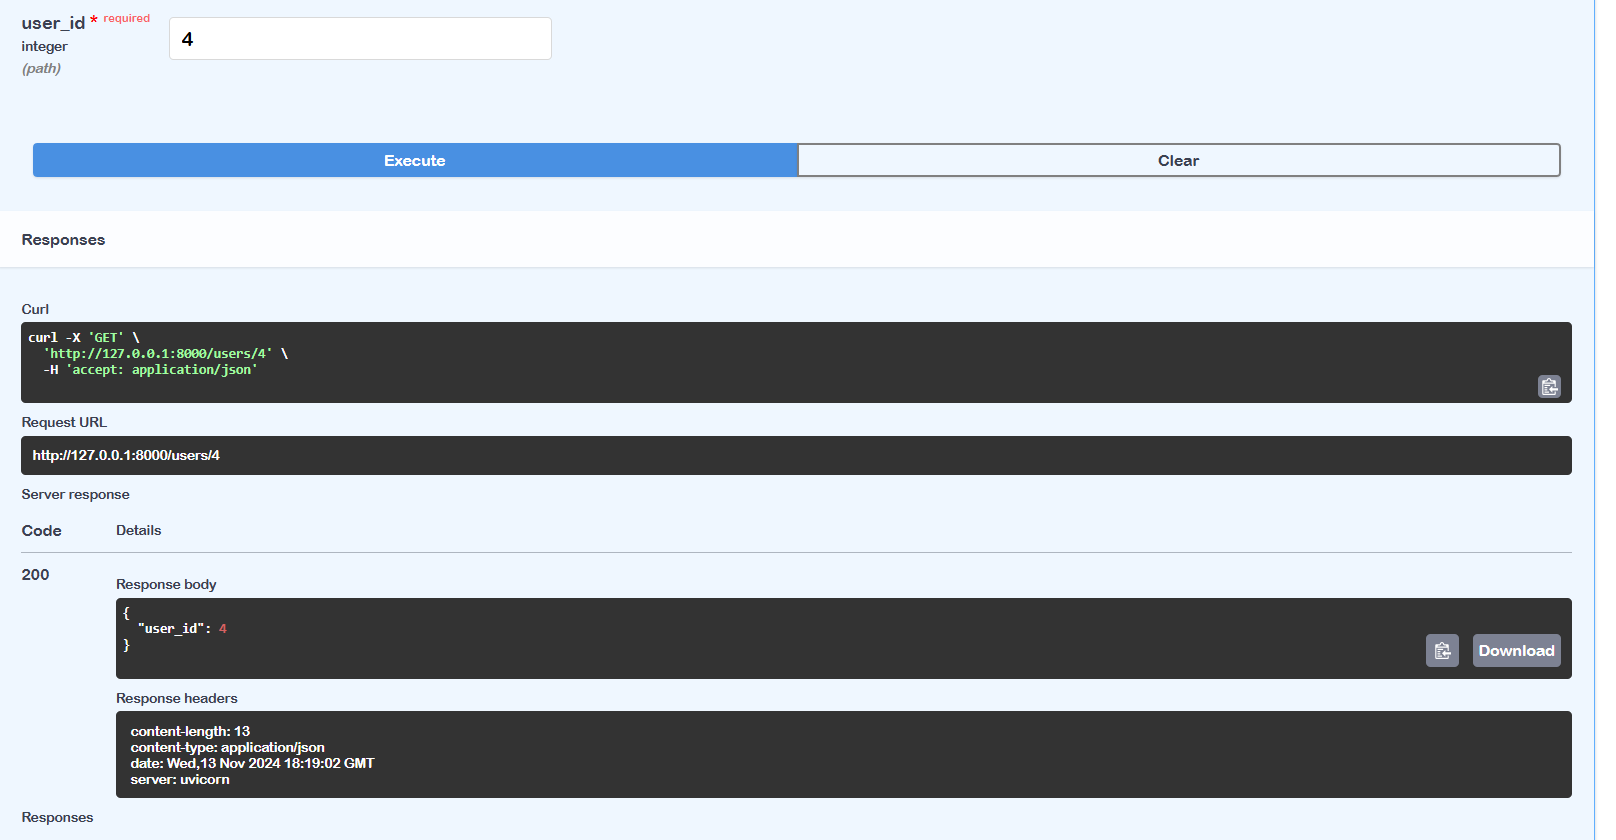 user_id * required
integer
(path)
4
Execute
Clear
Responses
Curl
curl -X 'GET' \
  'http://127.0.0.1:8000/users/4' \
  -H 'accept: application/json'
Request URL
http://127.0.0.1:8000/users/4
Server response
Code Details
200
Response body
{
  "user_id": 4
}
Download
Response headers
content-length: 13
content-type: application/json
date: Wed,13 Nov 2024 18:19:02 GMT
server: uvicorn
Responses